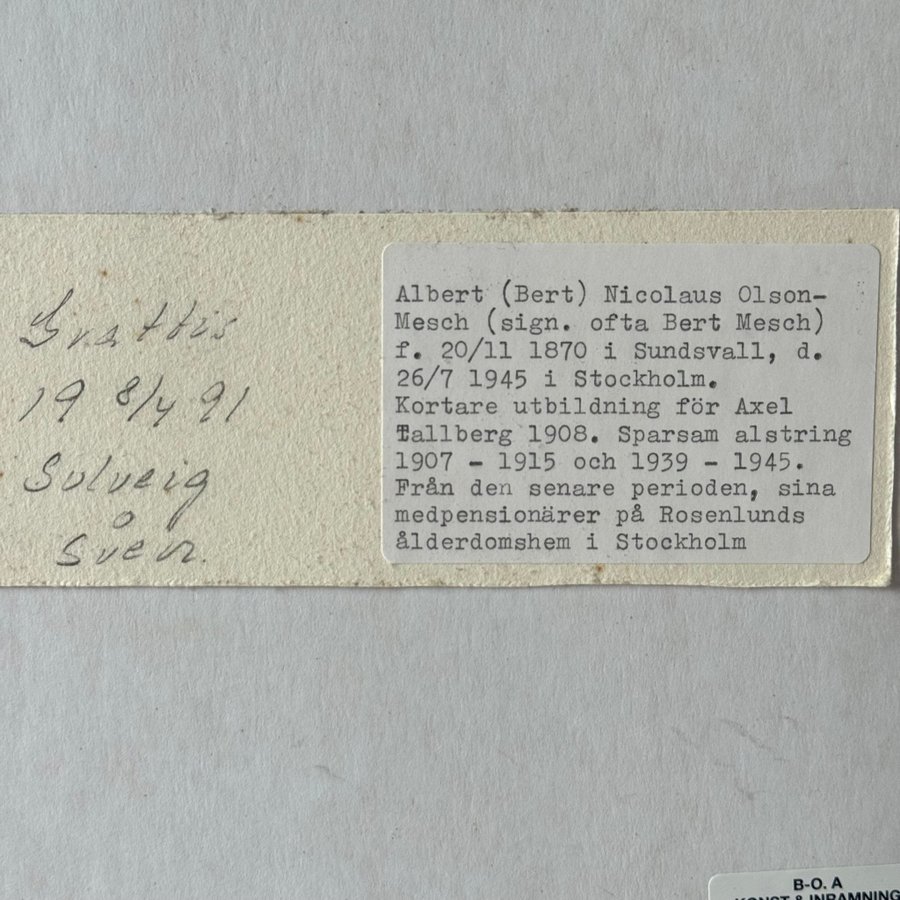 Grattis
19 8/4 91
Solveig
o
Sven.
Albert (Bert) Nicolaus Olson-
Mesch (sign. ofta Bert Mesch)
f. 20/11 1870 i Sundsvall, d.
26/7 1945 i Stockholm.
Kortare utbildning för Axel
Tallberg 1908. Sparsam alstring
1907 - 1915 och 1939 - 1945.
Från den senare perioden, sina
medpensionärer på Rosenlunds
ålderdomshem i Stockholm
B-O. A
KONST & INRAMNING